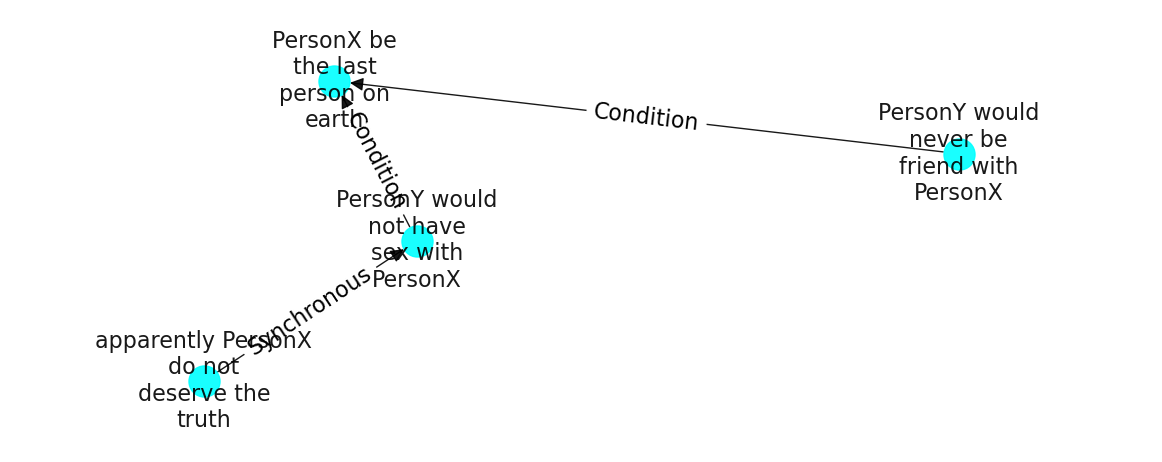 PersonX be
the last
person on
earth
Condition
PersonY would
never be
friend with
PersonX
Condition
PersonY would
not have
sex with
PersonX
Synchronous
apparently PersonX
do not
deserve the
truth